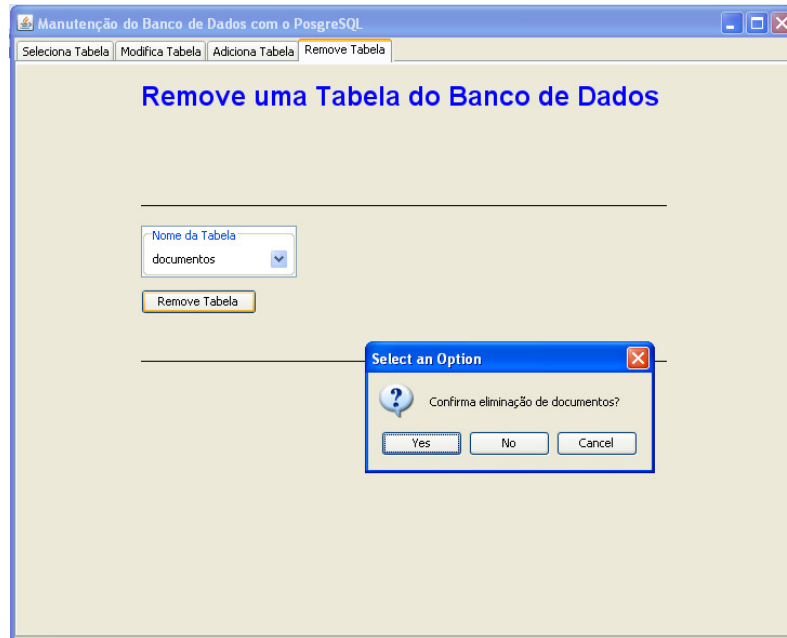 Manutenção do Banco de Dados com o PosgreSQL
Seleciona Tabela Modifica Tabela Adiciona Tabela Remove Tabela
Remove uma Tabela do Banco de Dados
Nome da Tabela
documentos
Remove Tabela
Select an Option
?
Confirma eliminação de documentos?
Yes No Cancel